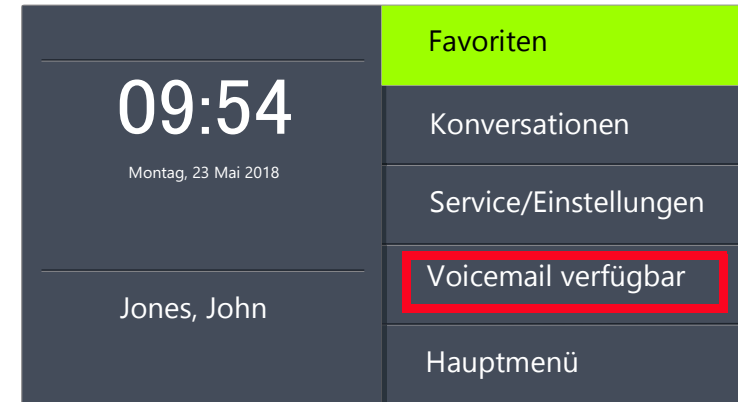 09:54
Montag, 23 Mai 2018
Jones, John
Favoriten
Konversationen
Service/Einstellungen
Voicemail verfügbar
Hauptmenü